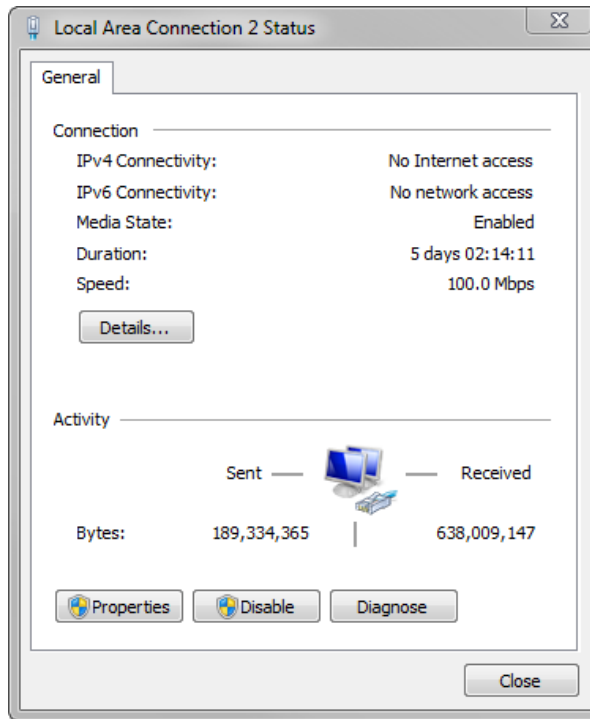 Local Area Connection 2 Status
General
Connection
IPv4 Connectivity: No Internet access
IPv6 Connectivity: No network access
Media State: Enabled
Duration: 5 days 02:14:11
Speed: 100.0 Mbps
Details...
Activity
Sent Received
Bytes: 189,334,365 638,009,147
Properties Disable Diagnose
Close